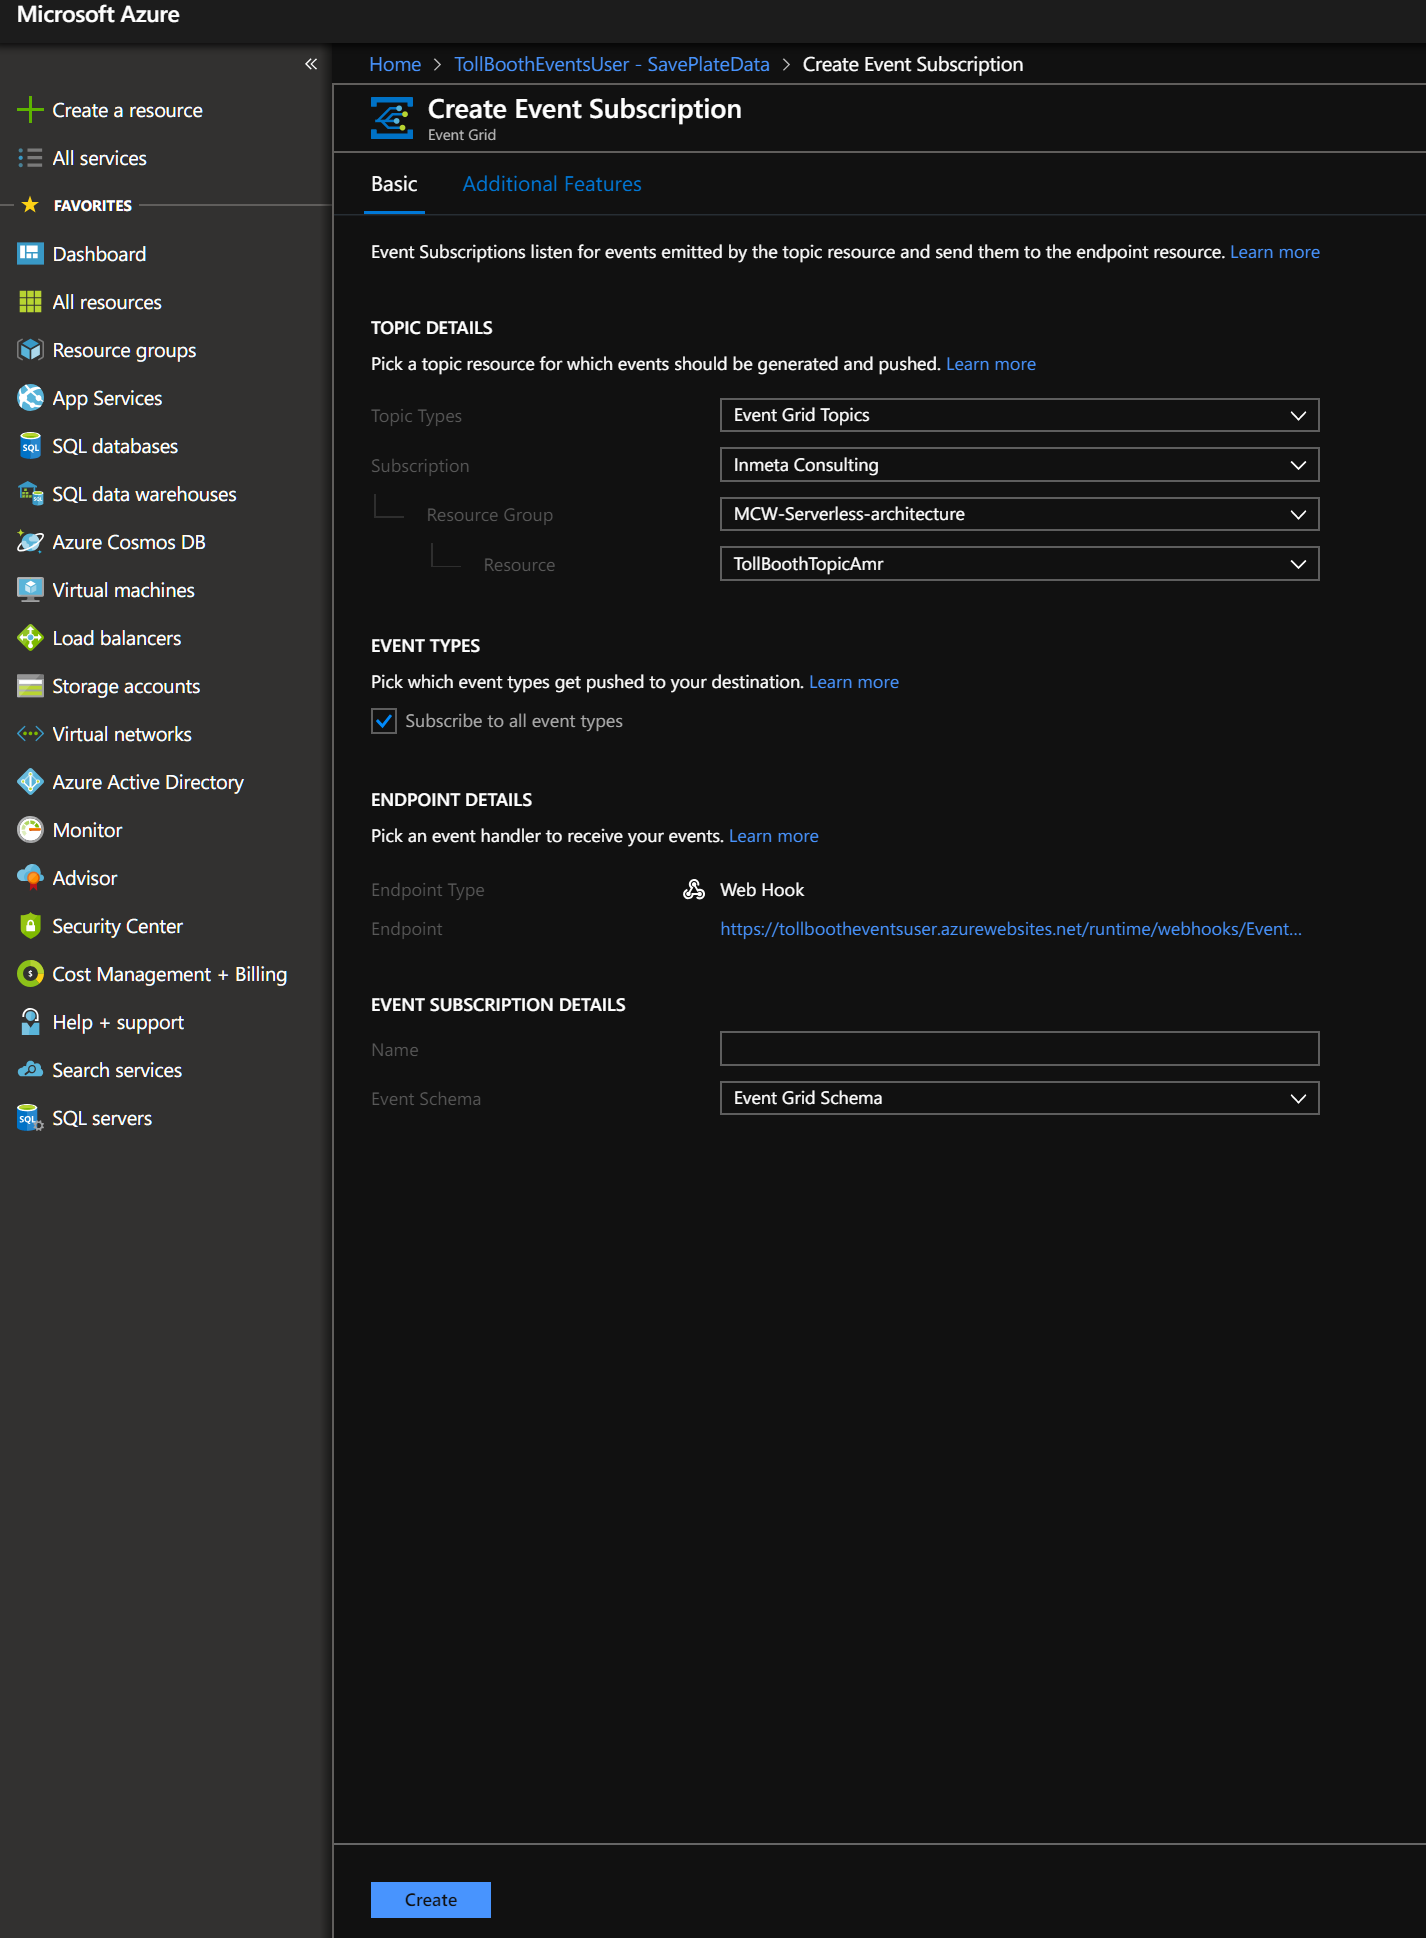 Microsoft Azure
«
Home > TollBoothEventsUser - SavePlateData > Create Event Subscription
Create a resource
All services
FAVORITES
Dashboard
All resources
Resource groups
App Services
SQL databases
SQL data warehouses
Azure Cosmos DB
Virtual machines
Load balancers
Storage accounts
Virtual networks
Azure Active Directory
Monitor
Advisor
Security Center
Cost Management + Billing
Help + support
Search services
SQL servers
Create Event Subscription
Event Grid
Basic Additional Features
Event Subscriptions listen for events emitted by the topic resource and send them to the endpoint resource. Learn more
TOPIC DETAILS
Pick a topic resource for which events should be generated and pushed. Learn more
Topic Types Event Grid Topics
Subscription Inmeta Consulting
Resource Group MCW-Serverless-architecture
Resource TollBoothTopicAmr
EVENT TYPES
Pick which event types get pushed to your destination. Learn more
Subscribe to all event types
ENDPOINT DETAILS
Pick an event handler to receive your events. Learn more
Endpoint Type Web Hook
Endpoint https://tollbootheventsuser.azurewebsites.net/runtime/webhooks/Event...
EVENT SUBSCRIPTION DETAILS
Name
Event Schema Event Grid Schema
Create